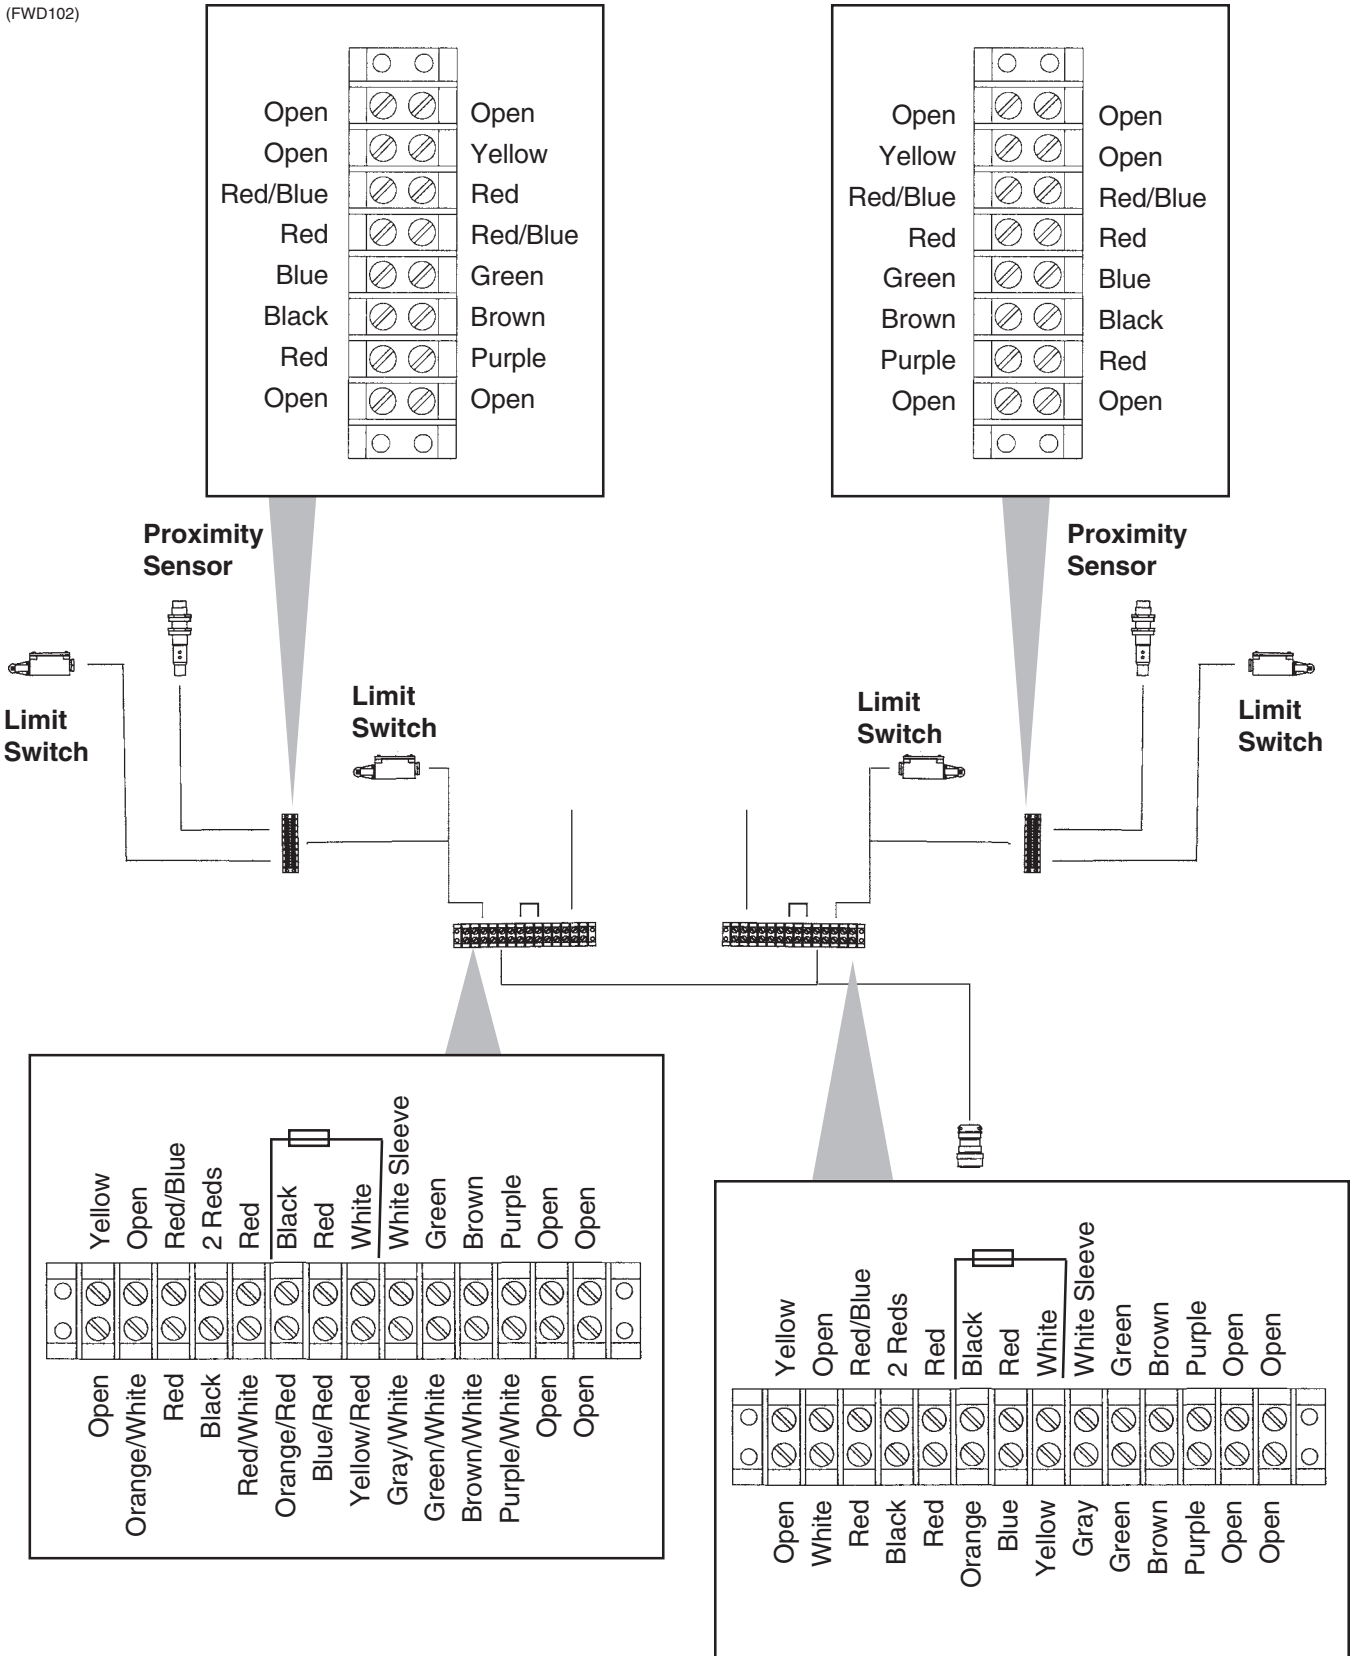 (FWD102)
Open Open
Open Yellow
Red/Blue Red
Red Red/Blue
Blue Green
Black Brown
Red Purple
Open Open
Open Open
Yellow Open
Red/Blue Red/Blue
Red Red
Green Blue
Brown Black
Purple Red
Open Open
Proximity
Sensor
Proximity
Sensor
Limit
Switch
Limit
Switch
Limit
Switch
Limit
Switch
Yellow
Open
Red/Blue
2 Reds
Red
Black
Red
White
White Sleeve
Green
Brown
Purple
Open
Open
Open
Orange/White
Red
Black
Red/White
Orange/Red
Blue/Red
Yellow/Red
Gray/White
Green/White
Brown/White
Purple/White
Open
Open
Yellow
Open
Red/Blue
2 Reds
Red
Black
Red
White
White Sleeve
Green
Brown
Purple
Open
Open
Open
White
Red
Black
Red
Orange
Blue
Yellow
Gray
Green
Brown
Purple
Open
Open